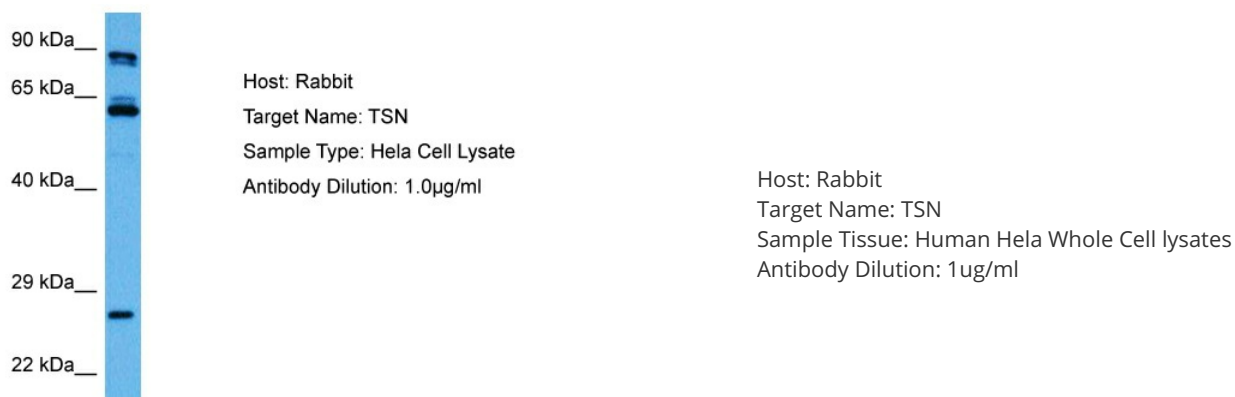 90 kDa__
65 kDa__
40 kDa__
29 kDa__
22 kDa__
Host: Rabbit
Target Name: TSN
Sample Type: Hela Cell Lysate
Antibody Dilution: 1.0µg/ml
Host: Rabbit
Target Name: TSN
Sample Tissue: Human Hela Whole Cell lysates
Antibody Dilution: 1ug/ml